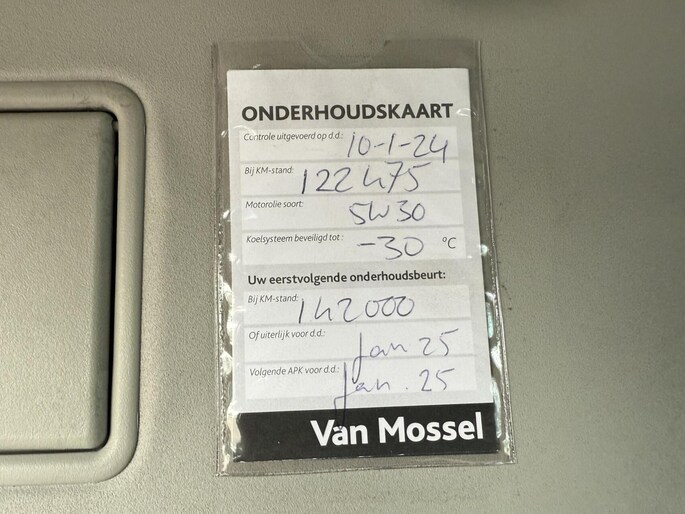 ONDERHOUDSKAART
Controle uitgevoerd op d.d.: 10-1-24
Bij KM-stand: 122475
Motorolie soort: 5W30
Koelsysteem beveiligd tot: -30 °C
Uw eerstvolgende onderhoudsbeurt:
Bij KM-stand: 142000
Of uiterlijk voor d.d.: Jan 25
Volgende APK voor d.d.: Jan. 25
Van Mossel